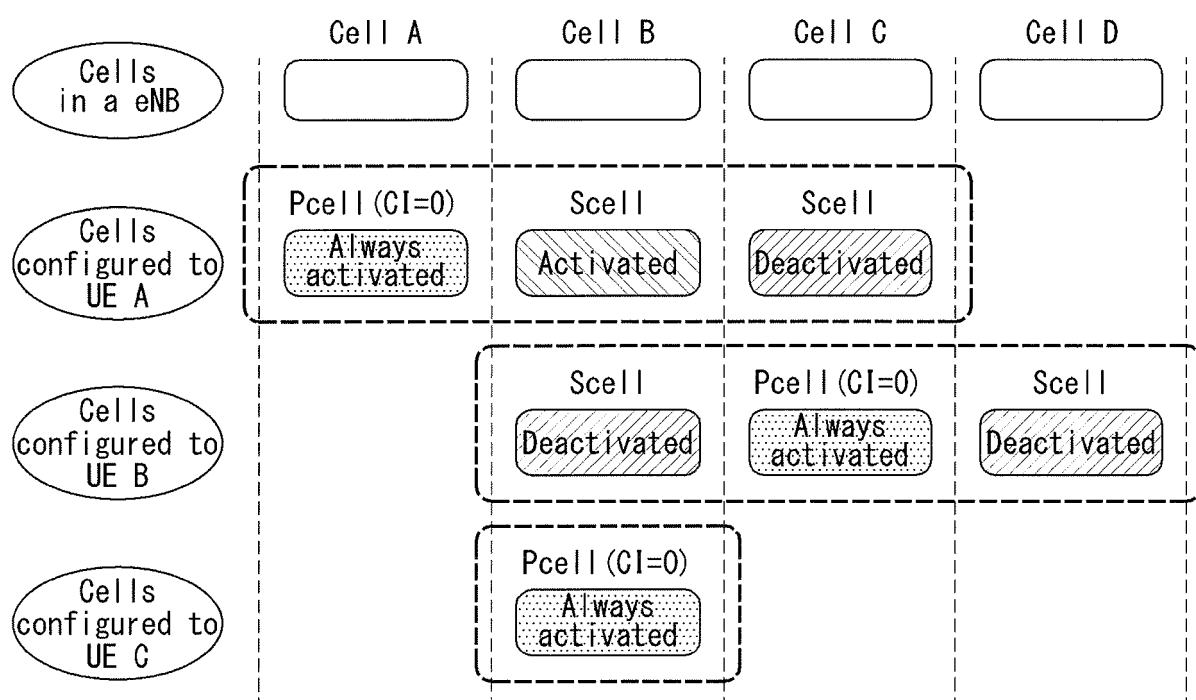 Cell A Cell B Cell C Cell D
Cells
in a eNB
Pcell(CI=0) Scell Scell
Cells
configured to
UE A
Always
activated
Activated
Deactivated
Scell Pcell(CI=0) Scell
Cells
configured to
UE B
Deactivated
Always
activated
Deactivated
Pcell(CI=0)
Cells
configured to
UE C
Always
activated